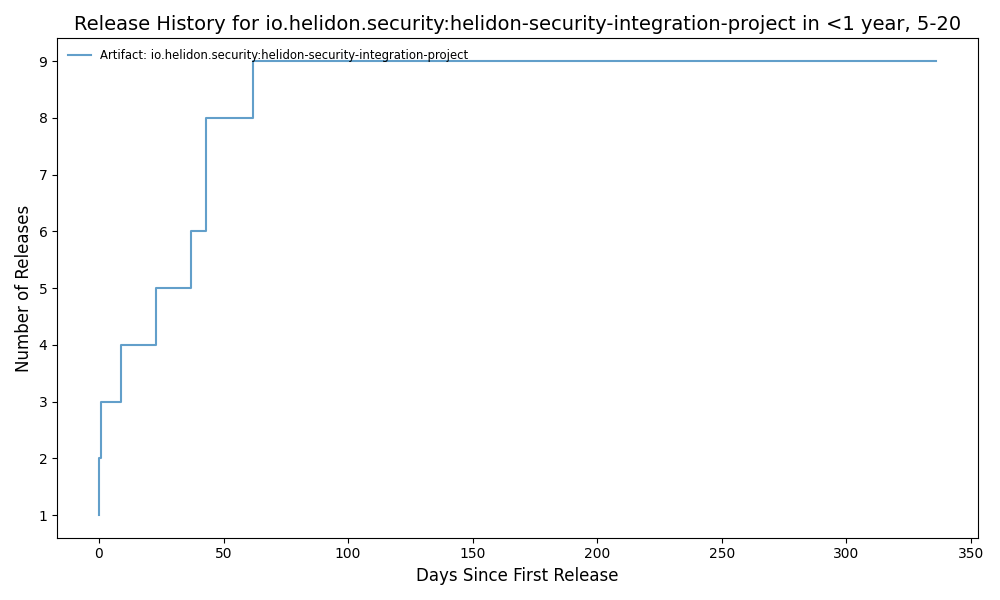 Release History for io.helidon.security:helidon-security-integration-project in <1 year, 5-20
Artifact: io.helidon.security:helidon-security-integration-project
Number of Releases
9
8
7
6
5
4
3
2
1
0 50 100 150 200 250 300 350
Days Since First Release